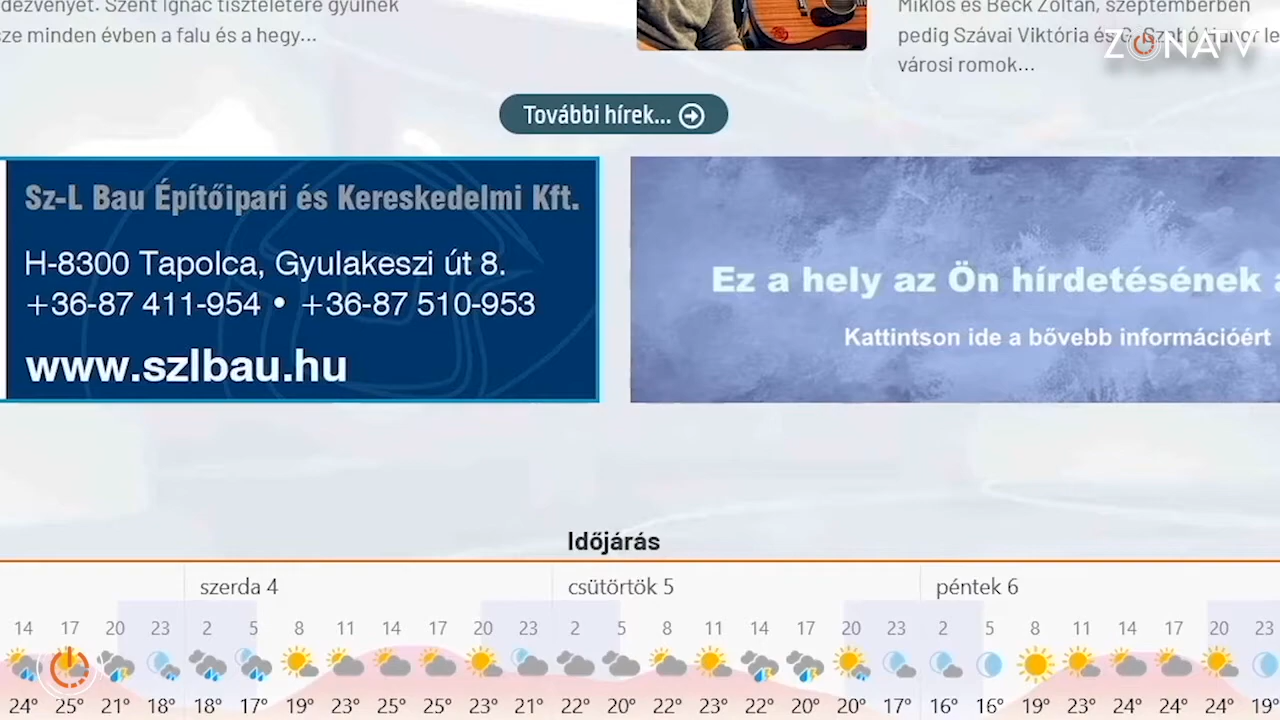 dezvényét. Szent Ignác tiszteletére gyűlnek
sze minden évben a falu és a hegy...
Miklós és Beck Zoltán, szeptemberben
pedig Szávai Viktória és G. Szabó Hunor le
városi romok...
ZONATV
További hírek...
Sz-L Bau Építőipari és Kereskedelmi Kft.
H-8300 Tapolca, Gyulakeszi út 8.
+36-87 411-954 • +36-87 510-953
www.szlbau.hu
Ez a hely az Ön hírdetésének a
Kattintson ide a bővebb információért
Időjárás
szerda 4 csütörtök 5 péntek 6
14 17 20 23 2 5 8 11 14 17 20 23 2 5 8 11 14 17 20 23 2 5 8 11 14 17 20 23
24° 25° 21° 18° 18° 17° 19° 23° 25° 25° 23° 21° 22° 20° 22° 23° 22° 20° 20° 17° 16° 16° 19° 23° 24° 24° 24° 19°